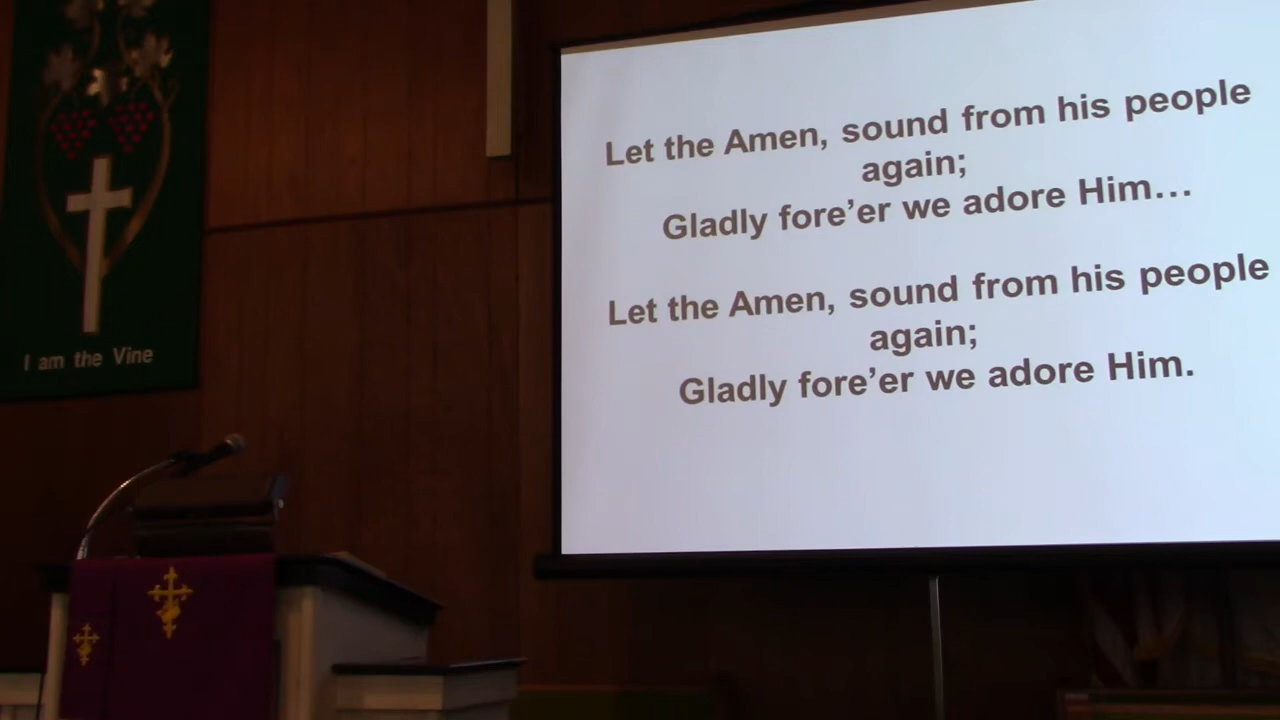 I am the Vine
Let the Amen, sound from his people
again;
Gladly fore’er we adore Him…
Let the Amen, sound from his people
again;
Gladly fore’er we adore Him.